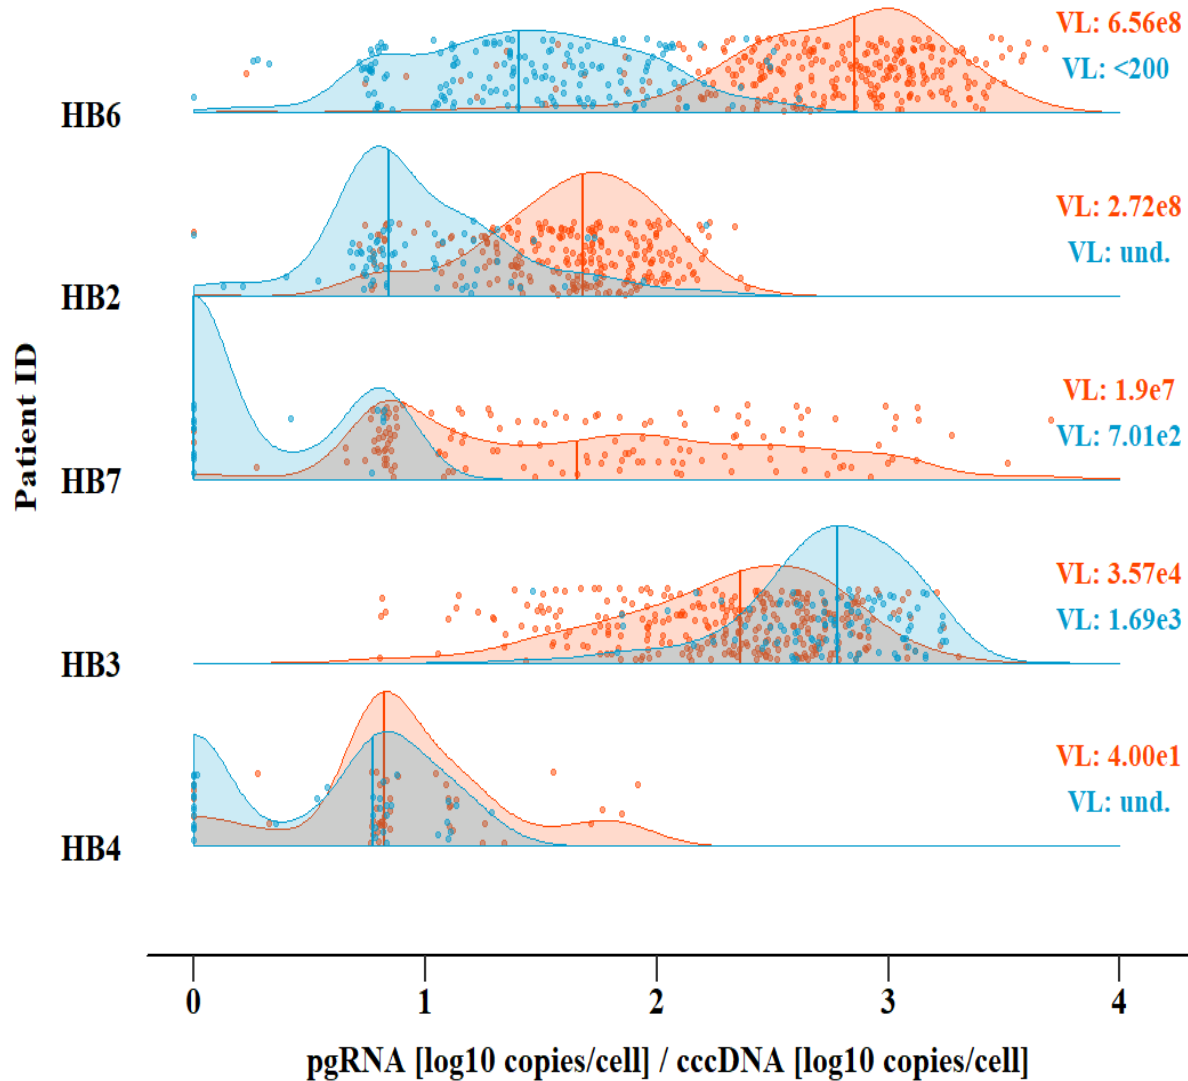 VL: 6.56e8
VL: <200
HB6
VL: 2.72e8
VL: und.
HB2
VL: 1.9e7
VL: 7.01e2
HB7
Patient ID
VL: 3.57e4
VL: 1.69e3
HB3
VL: 4.00e1
VL: und.
HB4
0 1 2 3 4
pgRNA [log10 copies/cell] / cccDNA [log10 copies/cell]